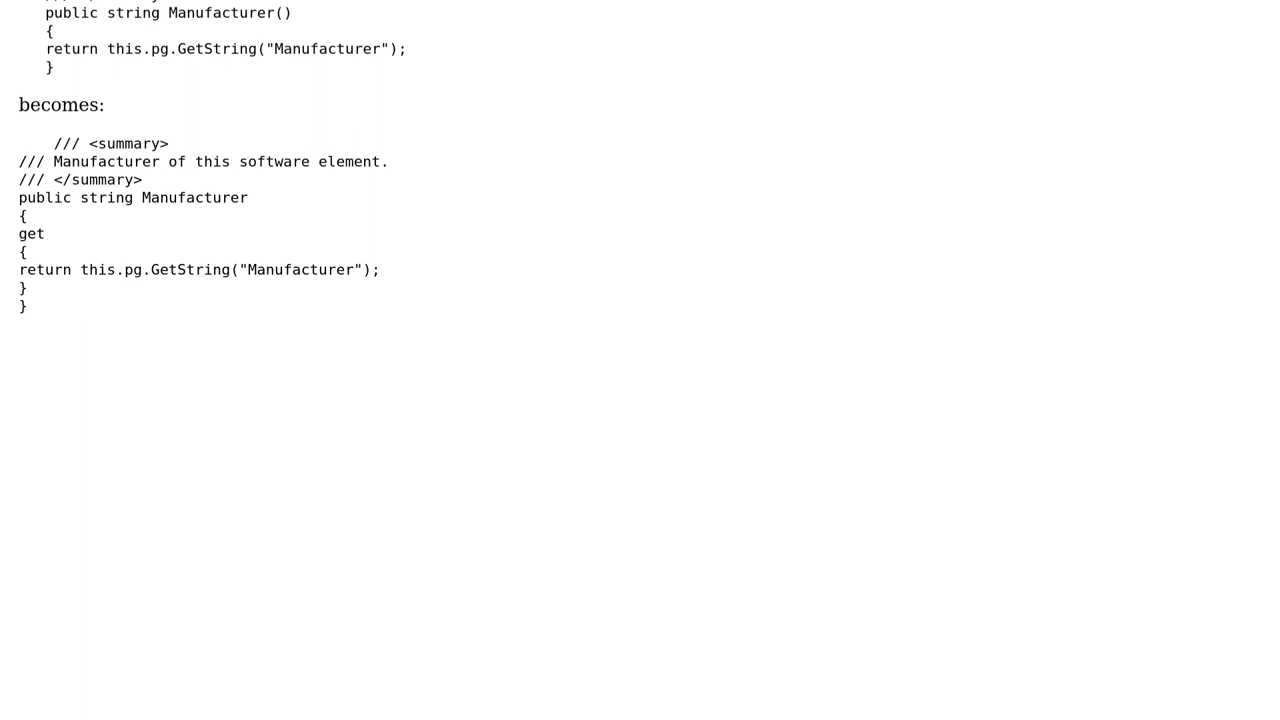 public string Manufacturer()
{
return this.pg.GetString("Manufacturer");
}
becomes:
/// <summary>
/// Manufacturer of this software element.
/// </summary>
public string Manufacturer
{
get
{
return this.pg.GetString("Manufacturer");
}
}